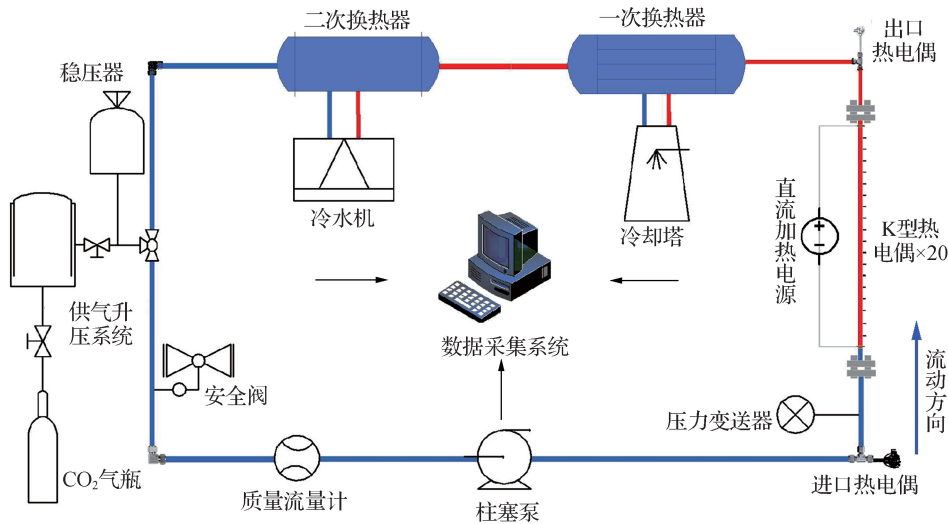 二次换热器
一次换热器
出口
热电偶
稳压器
冷水机
冷却塔
直流加热电源
K型热
电偶×20
供气升
压系统
数据采集系统
安全阀
压力变送器
流动方向
CO₂气瓶
质量流量计
柱塞泵
进口热电偶